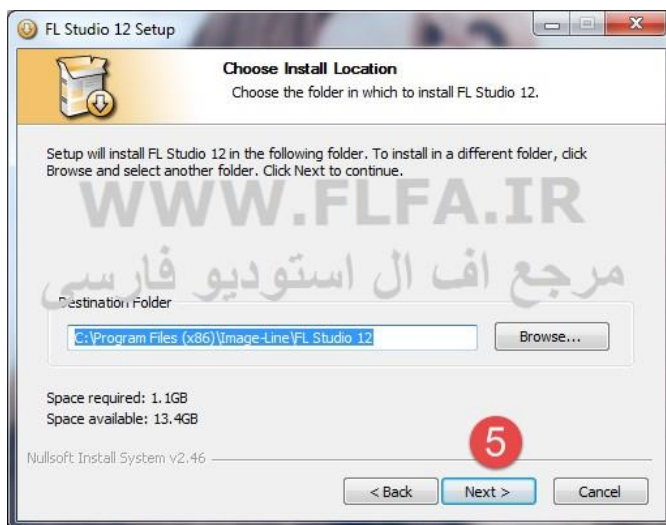 FL Studio 12 Setup
Choose Install Location
Choose the folder in which to install FL Studio 12.
Setup will install FL Studio 12 in the following folder. To install in a different folder, click
Browse and select another folder. Click Next to continue.
WWW.FLFA.IR
مرجع اف ال استودیو فارسی
Destination Folder
C:\Program Files (x86)\Image-Line\FL Studio 12
Browse...
Space required: 1.1GB
Space available: 13.4GB
5
Nullsoft Install System v2.46
< Back Next > Cancel